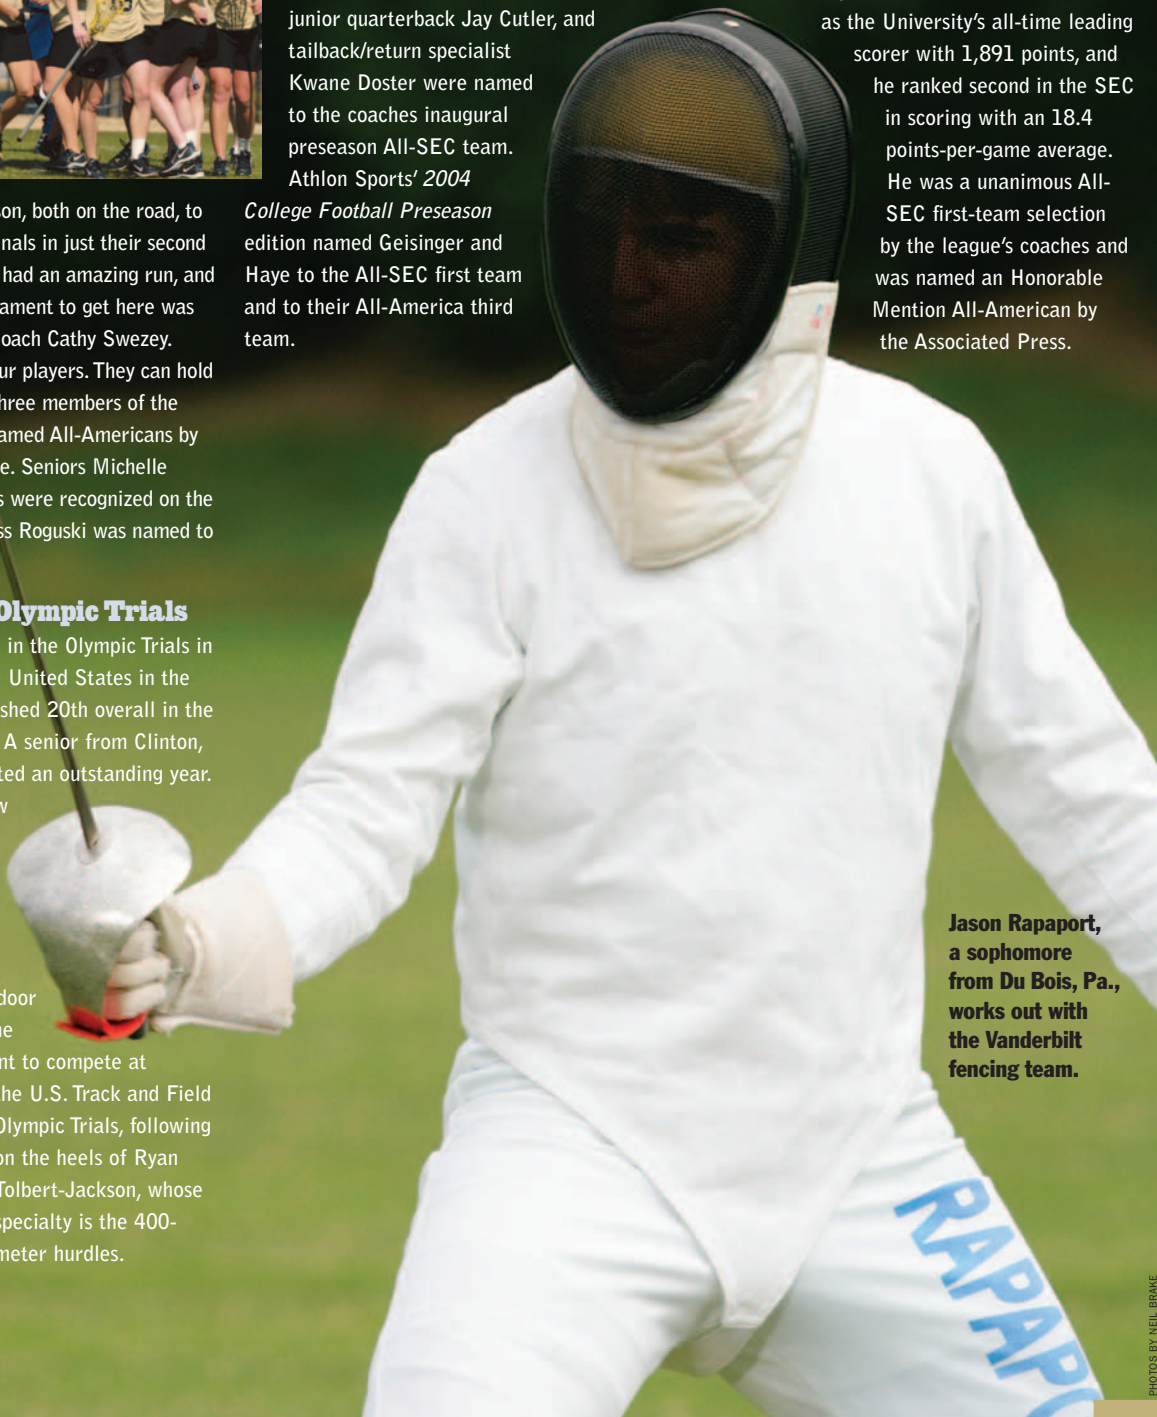 son, both on the road, to
nals in just their second
had an amazing run, and
ament to get here was
oach Cathy Swezey.
ur players. They can hold
hree members of the
amed All-Americans by
e. Seniors Michelle
s were recognized on the
ss Roguski was named to
Olympic Trials
in the Olympic Trials in
United States in the
shed 20th overall in the
A senior from Clinton,
ted an outstanding year.
w
door
he
nt to compete at
the U.S. Track and Field
Olympic Trials, following
on the heels of Ryan
Tolbert-Jackson, whose
specialty is the 400-
meter hurdles.
junior quarterback Jay Cutler, and
tailback/return specialist
Kwane Doster were named
to the coaches inaugural
preseason All-SEC team.
Athlon Sports’ 2004
College Football Preseason
edition named Geisinger and
Haye to the All-SEC first team
and to their All-America third
team.
as the University’s all-time leading
scorer with 1,891 points, and
he ranked second in the SEC
in scoring with an 18.4
points-per-game average.
He was a unanimous All-
SEC first-team selection
by the league’s coaches and
was named an Honorable
Mention All-American by
the Associated Press.
Jason Rapaport,
a sophomore
from Du Bois, Pa.,
works out with
the Vanderbilt
fencing team.
RAPAPO
PHOTOS BY NEIL BRAKE